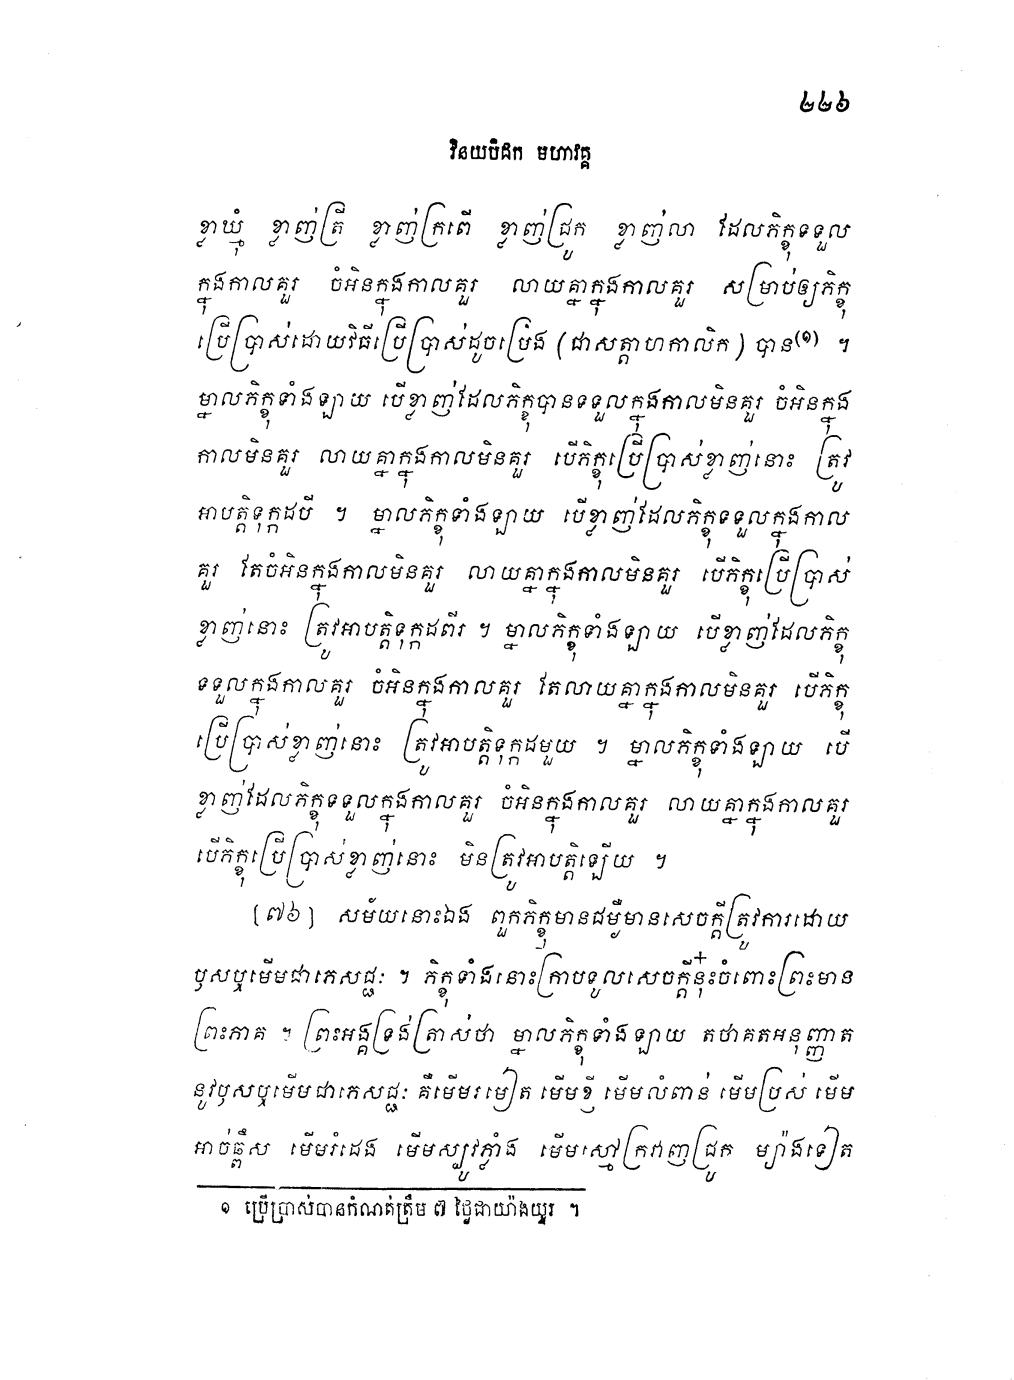 ២២៦
វិនយបិដក មហាវគ្គ
ខ្លាឃ្មុំ ខ្លាញ់ត្រី ខ្លាញ់ក្រពើ ខ្លាញ់ជ្រូក ខ្លាញ់លា ដែលភិក្ខុទទួល
ក្នុងកាលគួរ ចំអិនក្នុងកាលគួរ លាយគ្នាក្នុងកាលគួរ សម្រាប់ឲ្យភិក្ខុ
ប្រើប្រាស់ដោយវិធីប្រើប្រាស់ដូចប្រេង (ជាសត្តាហកាលិក) បាន(១) ។
ម្នាលភិក្ខុទាំងឡាយ បើខ្លាញ់ដែលភិក្ខុបានទទួលក្នុងកាលមិនគួរ ចំអិនក្នុង
កាលមិនគួរ លាយគ្នាក្នុងកាលមិនគួរ បើភិក្ខុប្រើប្រាស់ខ្លាញ់នោះ ត្រូវ
អាបត្តិទុក្កដបី ។ ម្នាលភិក្ខុទាំងឡាយ បើខ្លាញ់ដែលភិក្ខុទទួលក្នុងកាល
គួរ តែចំអិនក្នុងកាលមិនគួរ លាយគ្នាក្នុងកាលមិនគួរ បើភិក្ខុប្រើប្រាស់
ខ្លាញ់នោះ ត្រូវអាបត្តិទុក្កដពីរ ។ ម្នាលភិក្ខុទាំងឡាយ បើខ្លាញ់ដែលភិក្ខុ
ទទួលក្នុងកាលគួរ ចំអិនក្នុងកាលគួរ តែលាយគ្នាក្នុងកាលមិនគួរ បើភិក្ខុ
ប្រើប្រាស់ខ្លាញ់នោះ ត្រូវអាបត្តិទុក្កដមួយ ។ ម្នាលភិក្ខុទាំងឡាយ បើ
ខ្លាញ់ដែលភិក្ខុទទួលក្នុងកាលគួរ ចំអិនក្នុងកាលគួរ លាយគ្នាក្នុងកាលគួរ
បើភិក្ខុប្រើប្រាស់ខ្លាញ់នោះ មិនត្រូវអាបត្តិឡើយ ។
(៧៦) សម័យនោះឯង ពួកភិក្ខុមានជម្ងឺមានសេចក្តីត្រូវការដោយ
ឫសឬមើមជាភេសជ្ជៈ ។ ភិក្ខុទាំងនោះក្រាបទូលសេចក្តីនុ៎ះចំពោះព្រះមាន
ព្រះភាគ ។ ព្រះអង្គទ្រង់ត្រាស់ថា ម្នាលភិក្ខុទាំងឡាយ តថាគតអនុញ្ញាត
នូវឫសឬមើមជាភេសជ្ជៈ គឺមើមរមៀត មើមខ្ញី មើមលំពាន់ មើមប្រស់ មើម
អាច់ធ្ពឹស មើមរំដេង មើមស្បូវភ្លាំង មើមស្មៅក្រវាញជ្រូក ម្យ៉ាងទៀត
១ ប្រើប្រាស់បានកំណត់ត្រឹម ៧ ថ្ងៃជាយ៉ាងយូរ ។